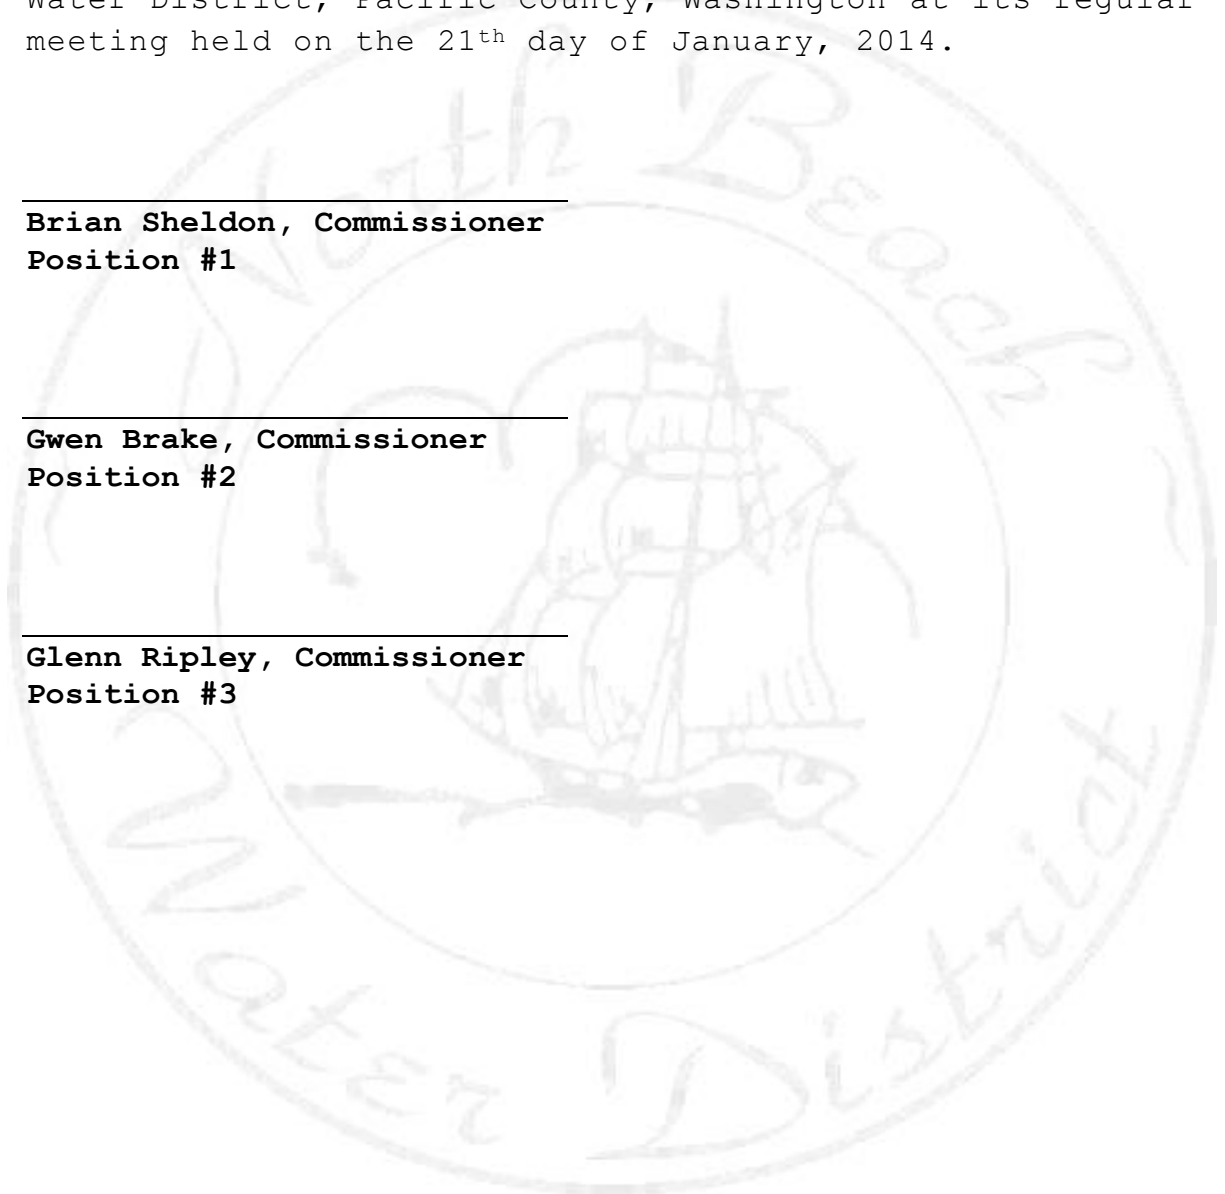 Water District, Pacific County, Washington at its regular
meeting held on the 21th day of January, 2014.
Brian Sheldon, Commissioner
Position #1
Gwen Brake, Commissioner
Position #2
Glenn Ripley, Commissioner
Position #3
North Beach
Water District